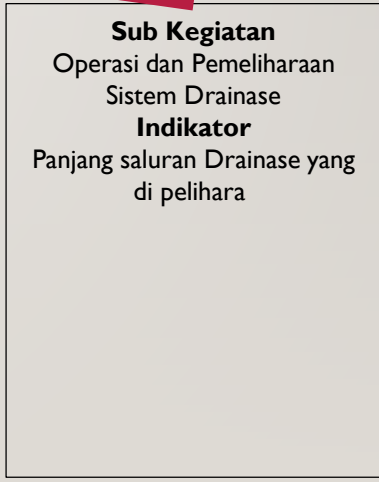 Sub Kegiatan
Operasi dan Pemeliharaan
Sistem Drainase
Indikator
Panjang saluran Drainase yang
di pelihara